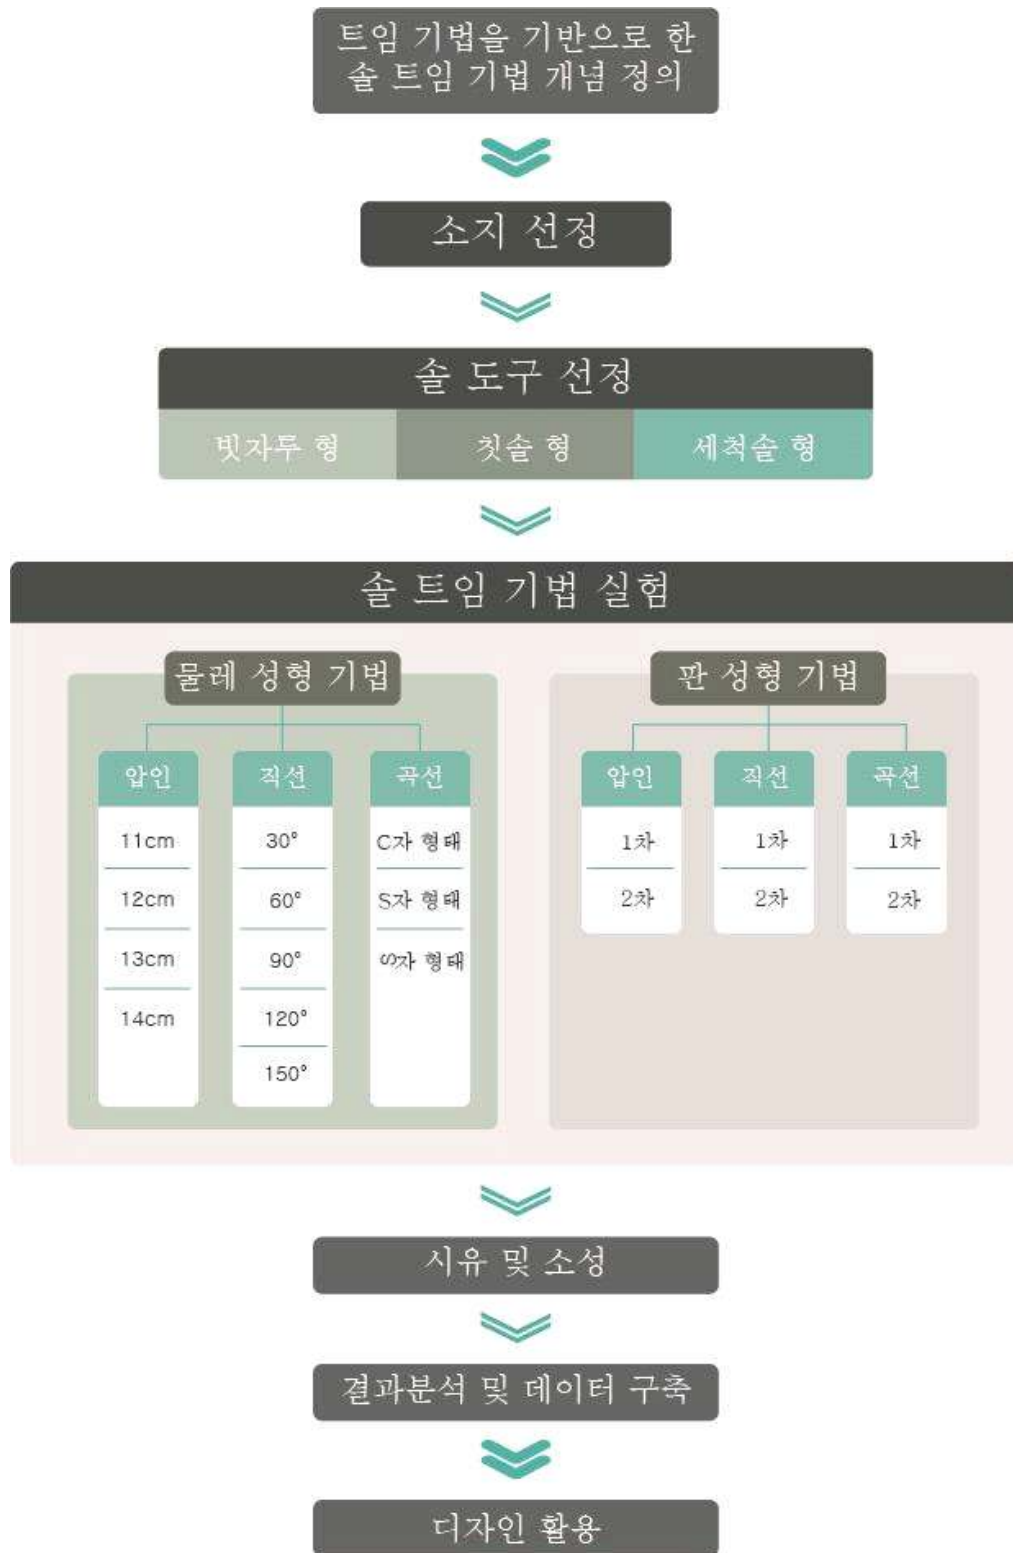 트임 기법을 기반으로 한
솔 트임 기법 개념 정의
소지 선정
솔 도구 선정
빗자루 형
칫솔 형
세척솔 형
솔 트임 기법 실험
물레 성형 기법
압인
11cm
12cm
13cm
14cm
직선
30°
60°
90°
120°
150°
곡선
C자 형태
S자 형태
자 형태
판 성형 기법
압인
1차
2차
직선
1차
2차
곡선
1차
2차
시유 및 소성
결과분석 및 데이터 구축
디자인 활용